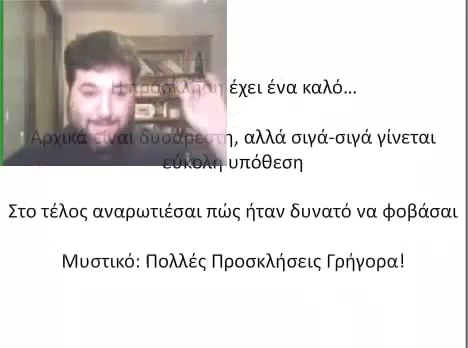 Η πρόσκληση έχει ένα καλό...
Αρχικά είναι δυσάρεστη, αλλά σιγά-σιγά γίνεται
εύκολη υπόθεση
Στο τέλος αναρωτιέσαι πώς ήταν δυνατό να φοβάσαι
Μυστικό: Πολλές Προσκλήσεις Γρήγορα!